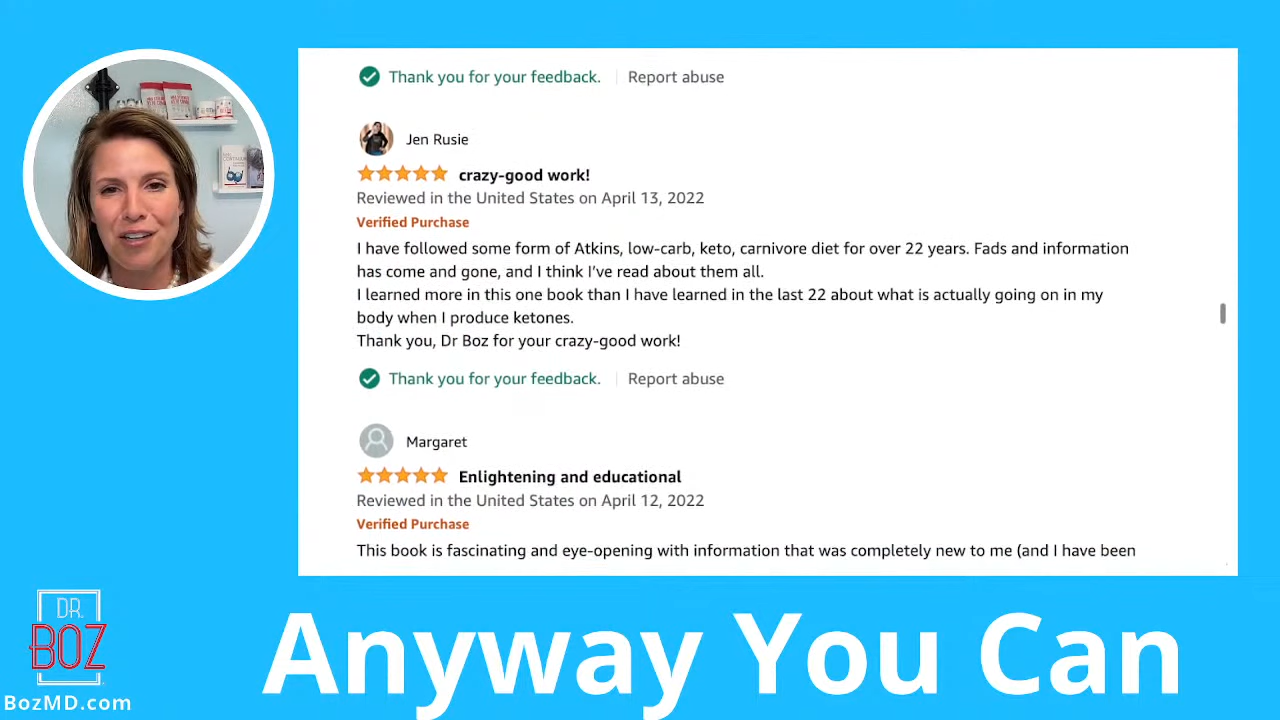 Thank you for your feedback. Report abuse
Jen Rusie
crazy-good work!
Reviewed in the United States on April 13, 2022
Verified Purchase
I have followed some form of Atkins, low-carb, keto, carnivore diet for over 22 years. Fads and information
has come and gone, and I think I've read about them all.
I learned more in this one book than I have learned in the last 22 about what is actually going on in my
body when I produce ketones.
Thank you, Dr Boz for your crazy-good work!
Thank you for your feedback. Report abuse
Margaret
Enlightening and educational
Reviewed in the United States on April 12, 2022
Verified Purchase
This book is fascinating and eye-opening with information that was completely new to me (and I have been
DR.
BOZ
BozMD.com
Anyway You Can